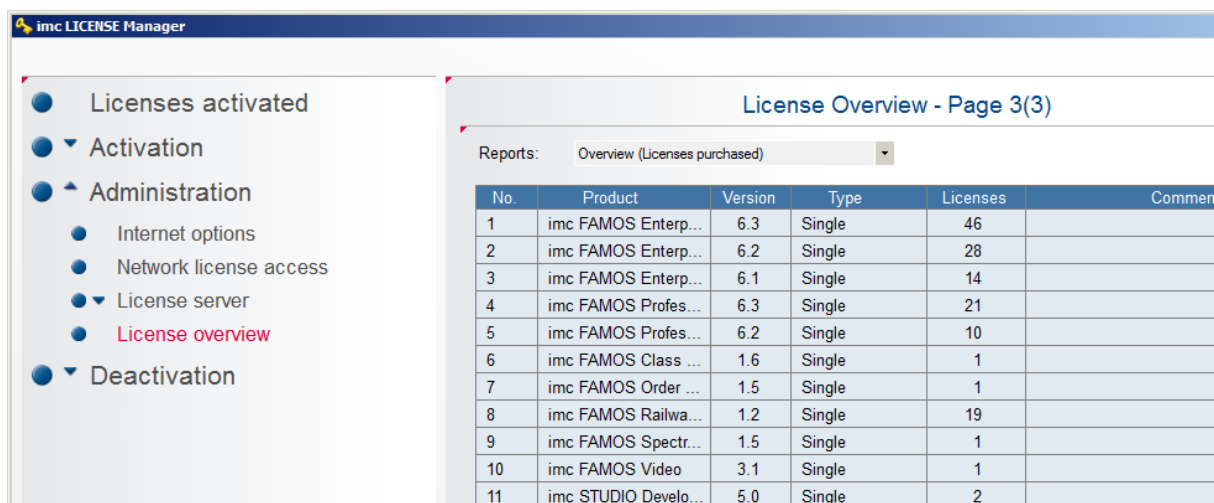 imc LICENSE Manager
Licenses activated
Activation
Administration
Internet options
Network license access
License server
License overview
Deactivation
License Overview - Page 3(3)
Reports: Overview (Licenses purchased)
No. Product Version Type Licenses Commen
1 imc FAMOS Enterp... 6.3 Single 46
2 imc FAMOS Enterp... 6.2 Single 28
3 imc FAMOS Enterp... 6.1 Single 14
4 imc FAMOS Profes... 6.3 Single 21
5 imc FAMOS Profes... 6.2 Single 10
6 imc FAMOS Class ... 1.6 Single 1
7 imc FAMOS Order ... 1.5 Single 1
8 imc FAMOS Railwa... 1.2 Single 19
9 imc FAMOS Spectr... 1.5 Single 1
10 imc FAMOS Video 3.1 Single 1
11 imc STUDIO Develo... 5.0 Single 2